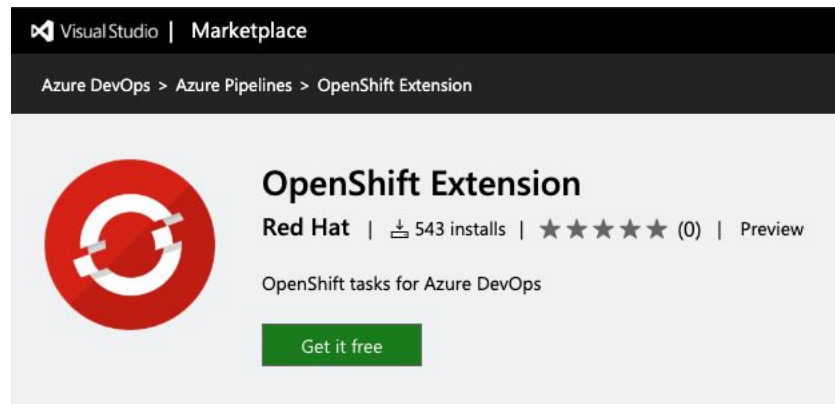 Visual Studio | Marketplace
Azure DevOps > Azure Pipelines > OpenShift Extension
OpenShift Extension
Red Hat | 543 installs | ★★★★★ (0) | Preview
OpenShift tasks for Azure DevOps
Get it free